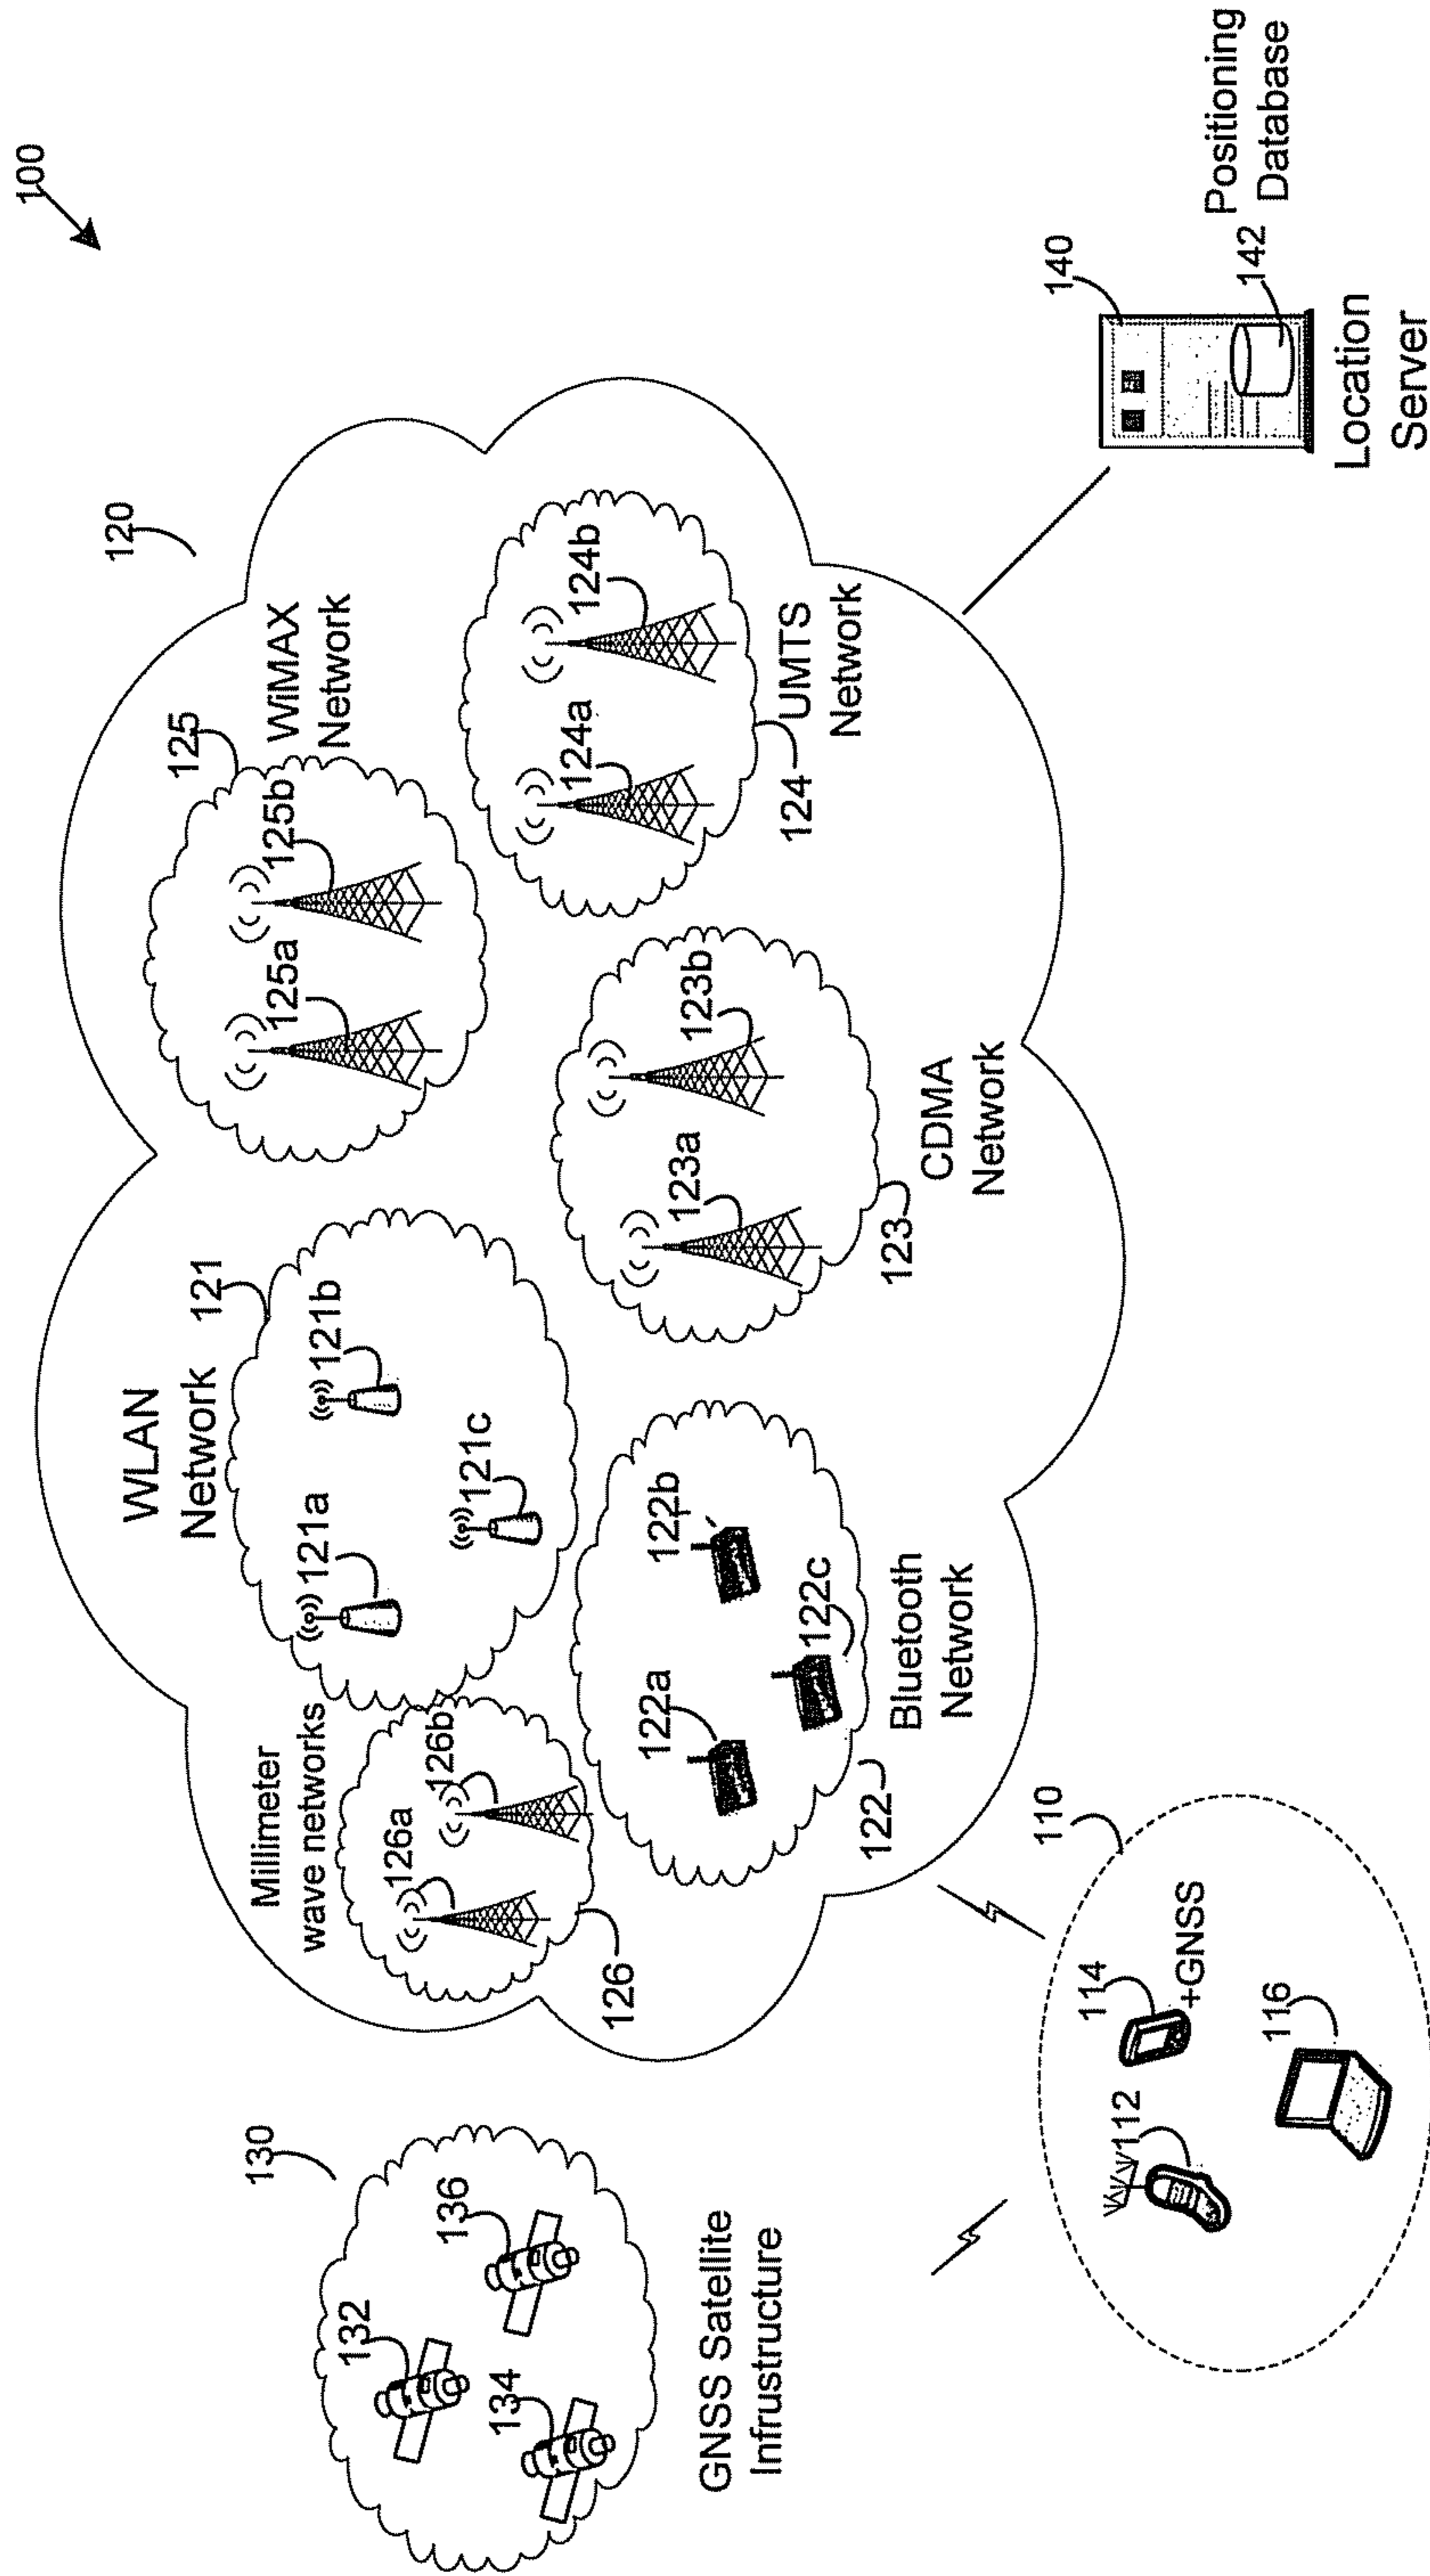 100
120
WLAN
Network
121
125
WiMAX
Network
Millimeter
wave networks
130
121a
121b
125a
125b
126a
126b
121c
132
136
124a
124b
134
126
122a
122b
123a
123b
124
UMTS
Network
122c
GNSS Satellite
Infrustructure
122
Bluetooth
Network
123
CDMA
Network
110
140
112
114
+GNSS
116
142
Positioning
Database
Location
Server